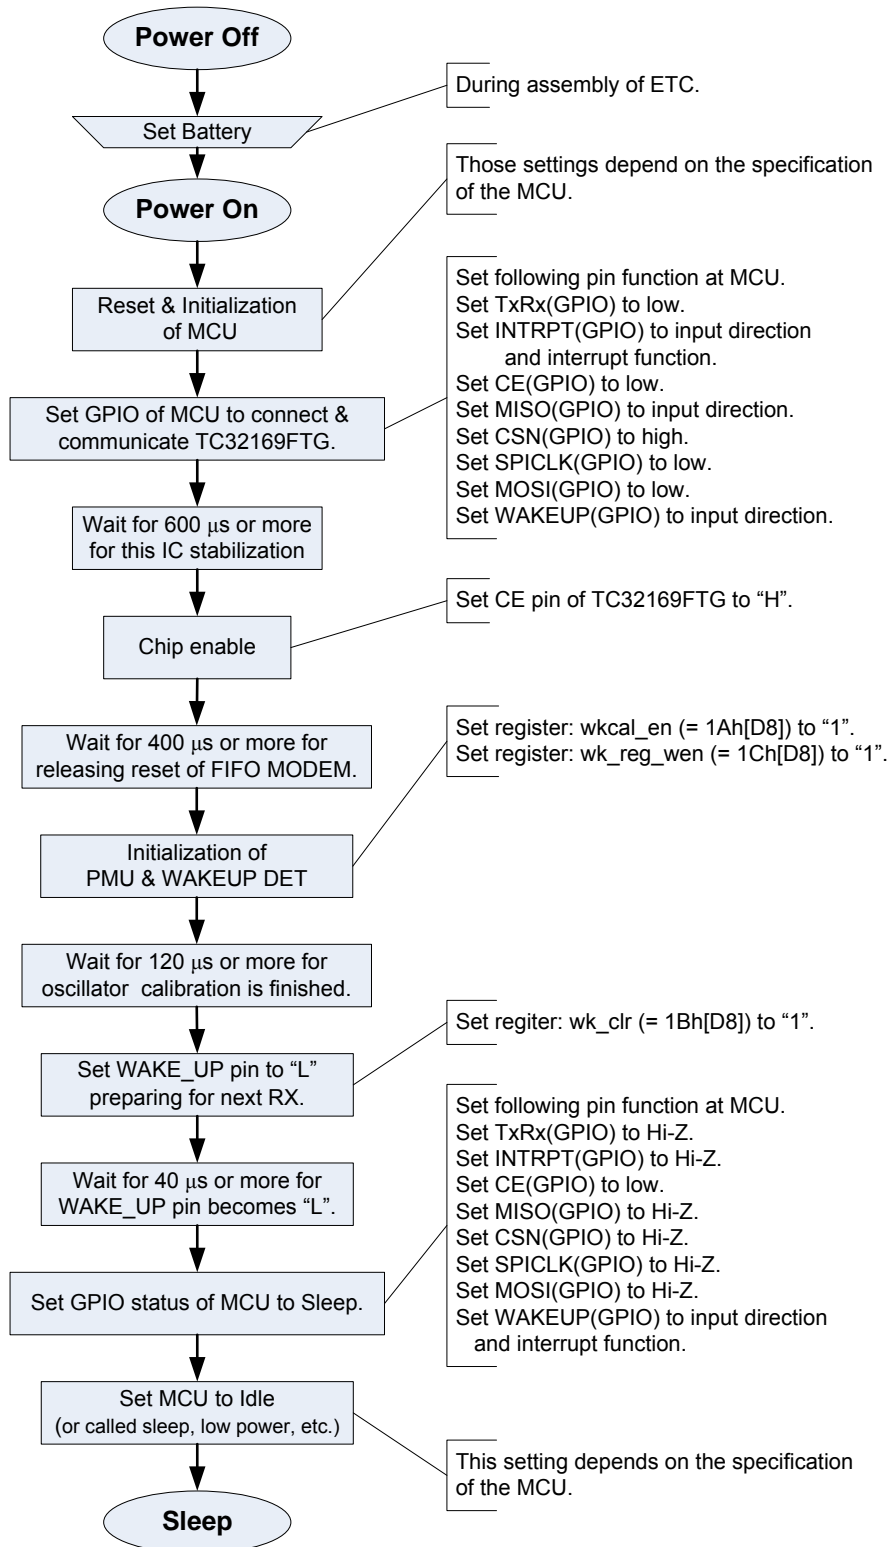 Power Off
During assembly of ETC.
Set Battery
Those settings depend on the specification
of the MCU.
Power On
Reset & Initialization
of MCU
Set following pin function at MCU.
Set TxRx(GPIO) to low.
Set INTRPT(GPIO) to input direction
and interrupt function.
Set CE(GPIO) to low.
Set MISO(GPIO) to input direction.
Set CSN(GPIO) to high.
Set SPICLK(GPIO) to low.
Set MOSI(GPIO) to low.
Set WAKEUP(GPIO) to input direction.
Set GPIO of MCU to connect &
communicate TC32169FTG.
Wait for 600 μs or more
for this IC stabilization
Set CE pin of TC32169FTG to “H”.
Chip enable
Wait for 400 μs or more for
releasing reset of FIFO MODEM.
Set register: wkcal_en (= 1Ah[D8]) to “1”.
Set register: wk_reg_wen (= 1Ch[D8]) to “1”.
Initialization of
PMU & WAKEUP DET
Wait for 120 μs or more for
oscillator calibration is finished.
Set regiter: wk_clr (= 1Bh[D8]) to “1”.
Set WAKE_UP pin to “L”
preparing for next RX.
Wait for 40 μs or more for
WAKE_UP pin becomes “L”.
Set following pin function at MCU.
Set TxRx(GPIO) to Hi-Z.
Set INTRPT(GPIO) to Hi-Z.
Set CE(GPIO) to low.
Set MISO(GPIO) to Hi-Z.
Set CSN(GPIO) to Hi-Z.
Set SPICLK(GPIO) to Hi-Z.
Set MOSI(GPIO) to Hi-Z.
Set WAKEUP(GPIO) to input direction
and interrupt function.
Set GPIO status of MCU to Sleep.
Set MCU to Idle
(or called sleep, low power, etc.)
This setting depends on the specification
of the MCU.
Sleep